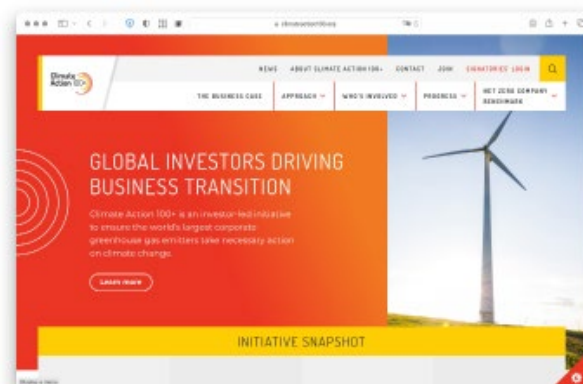 climateaction100.org
NEWS ABOUT CLIMATE ACTION 100+ CONTACT JOIN SIGNATORIES' LOGIN
Climate
Action 100+
THE BUSINESS CASE APPROACH WHO'S INVOLVED PROGRESS NET ZERO COMPANY
BENCHMARK
GLOBAL INVESTORS DRIVING
BUSINESS TRANSITION
Climate Action 100+ is an investor-led initiative
to ensure the world's largest corporate
greenhouse gas emitters take necessary action
on climate change.
Learn more
INITIATIVE SNAPSHOT